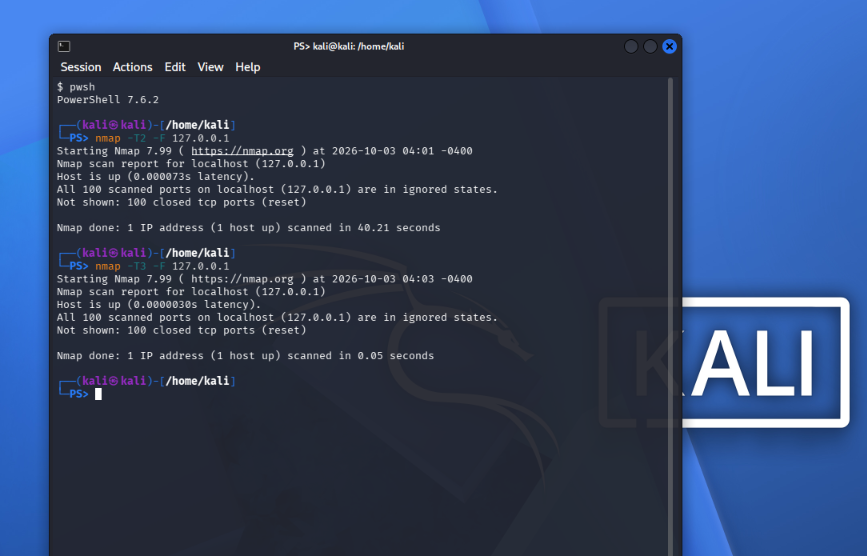 PS> kali@kali: /home/kali
Session Actions Edit View Help
$ pwsh
PowerShell 7.6.2
┌──(kali㉿kali)-[/home/kali]
└─PS> nmap -T2 -F 127.0.0.1
Starting Nmap 7.99 ( https://nmap.org ) at 2026-10-03 04:01 -0400
Nmap scan report for localhost (127.0.0.1)
Host is up (0.000073s latency).
All 100 scanned ports on localhost (127.0.0.1) are in ignored states.
Not shown: 100 closed tcp ports (reset)
Nmap done: 1 IP address (1 host up) scanned in 40.21 seconds
┌──(kali㉿kali)-[/home/kali]
└─PS> nmap -T3 -F 127.0.0.1
Starting Nmap 7.99 ( https://nmap.org ) at 2026-10-03 04:03 -0400
Nmap scan report for localhost (127.0.0.1)
Host is up (0.0000030s latency).
All 100 scanned ports on localhost (127.0.0.1) are in ignored states.
Not shown: 100 closed tcp ports (reset)
Nmap done: 1 IP address (1 host up) scanned in 0.05 seconds
┌──(kali㉿kali)-[/home/kali]
└─PS>
KALI